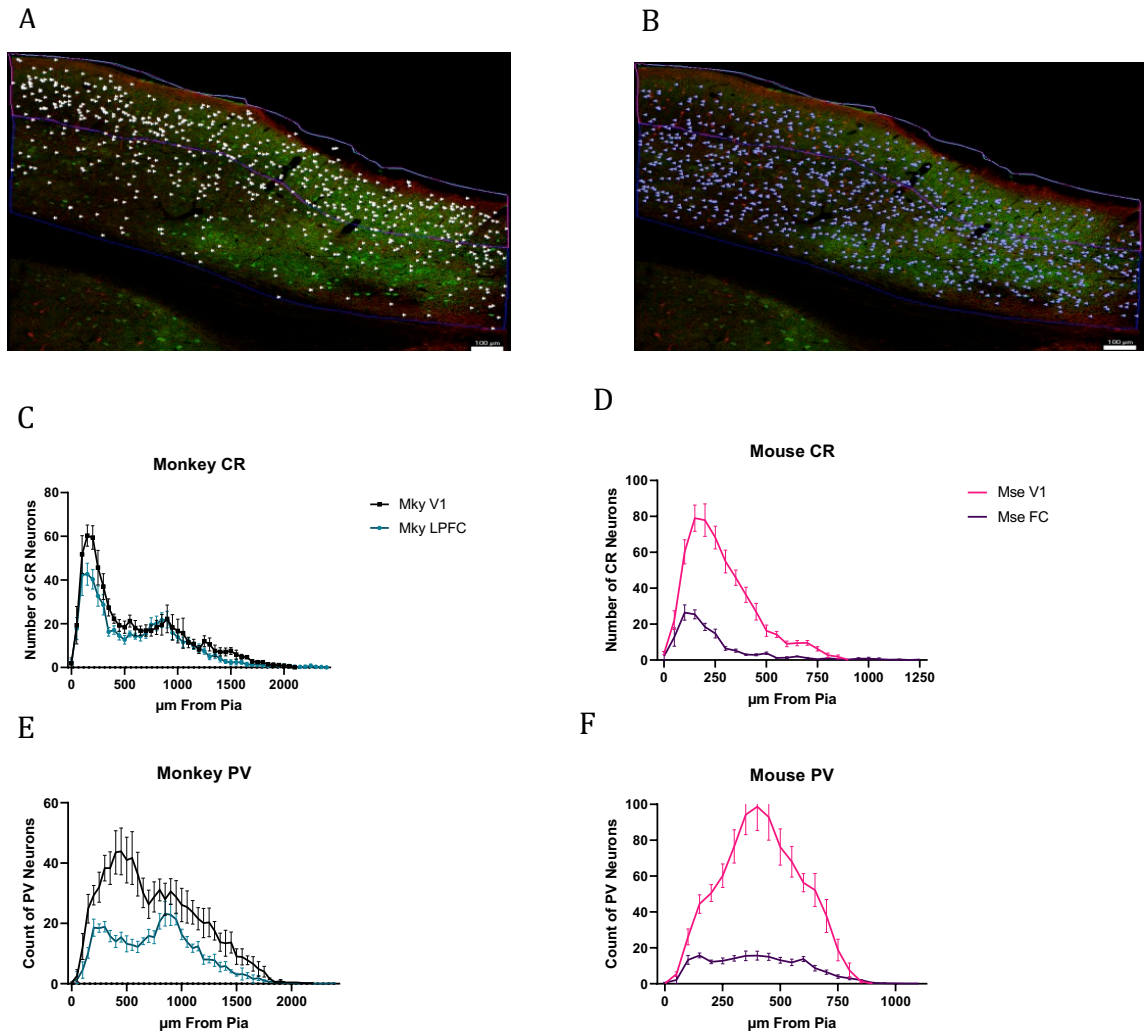 A
B
100 µm
100 µm
C
D
Monkey CR
Mouse CR
Number of CR Neurons
80
60
40
20
0
0
500
1000
1500
2000
µm From Pia
Mky V1
Mky LPFC
Number of CR Neurons
100
80
60
40
20
0
0
250
500
750
1000
1250
µm From Pia
Mse V1
Mse FC
E
F
Monkey PV
Mouse PV
Count of PV Neurons
60
40
20
0
0
500
1000
1500
2000
µm From Pia
Count of PV Neurons
100
80
60
40
20
0
0
250
500
750
1000
µm From Pia